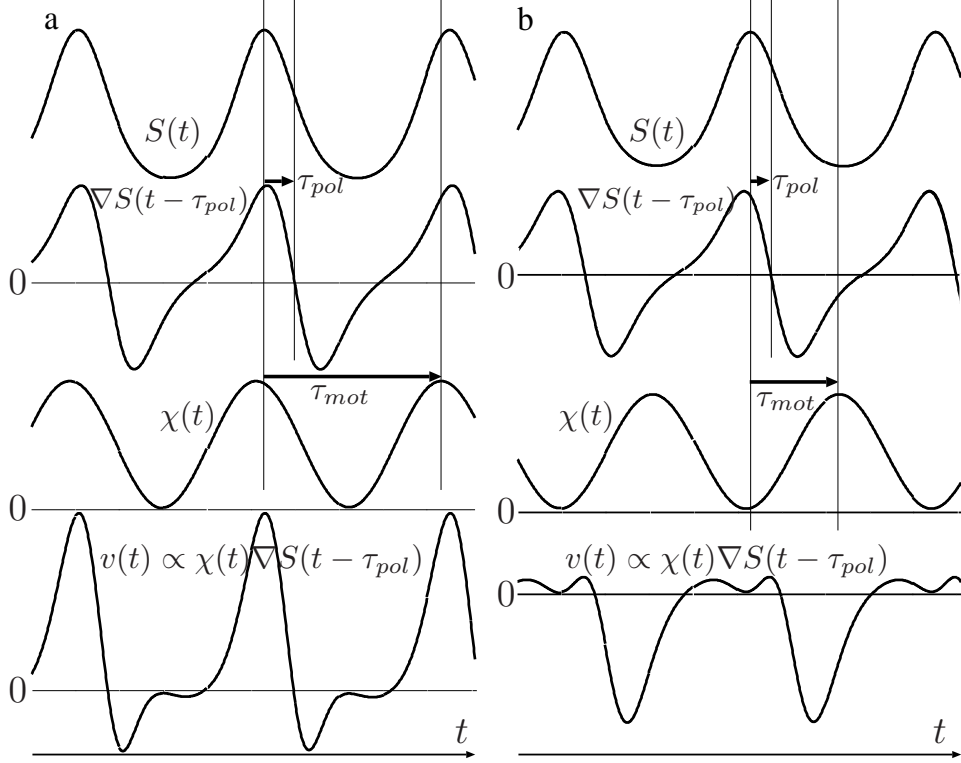 a
S(t)
τ_pol
∇S(t − τ_pol)
0
τ_mot
χ(t)
0
v(t) ∝ χ(t)∇S(t − τ_pol)
0
t
b
S(t)
τ_pol
∇S(t − τ_pol)
0
τ_mot
χ(t)
0
v(t) ∝ χ(t)∇S(t − τ_pol)
0
t